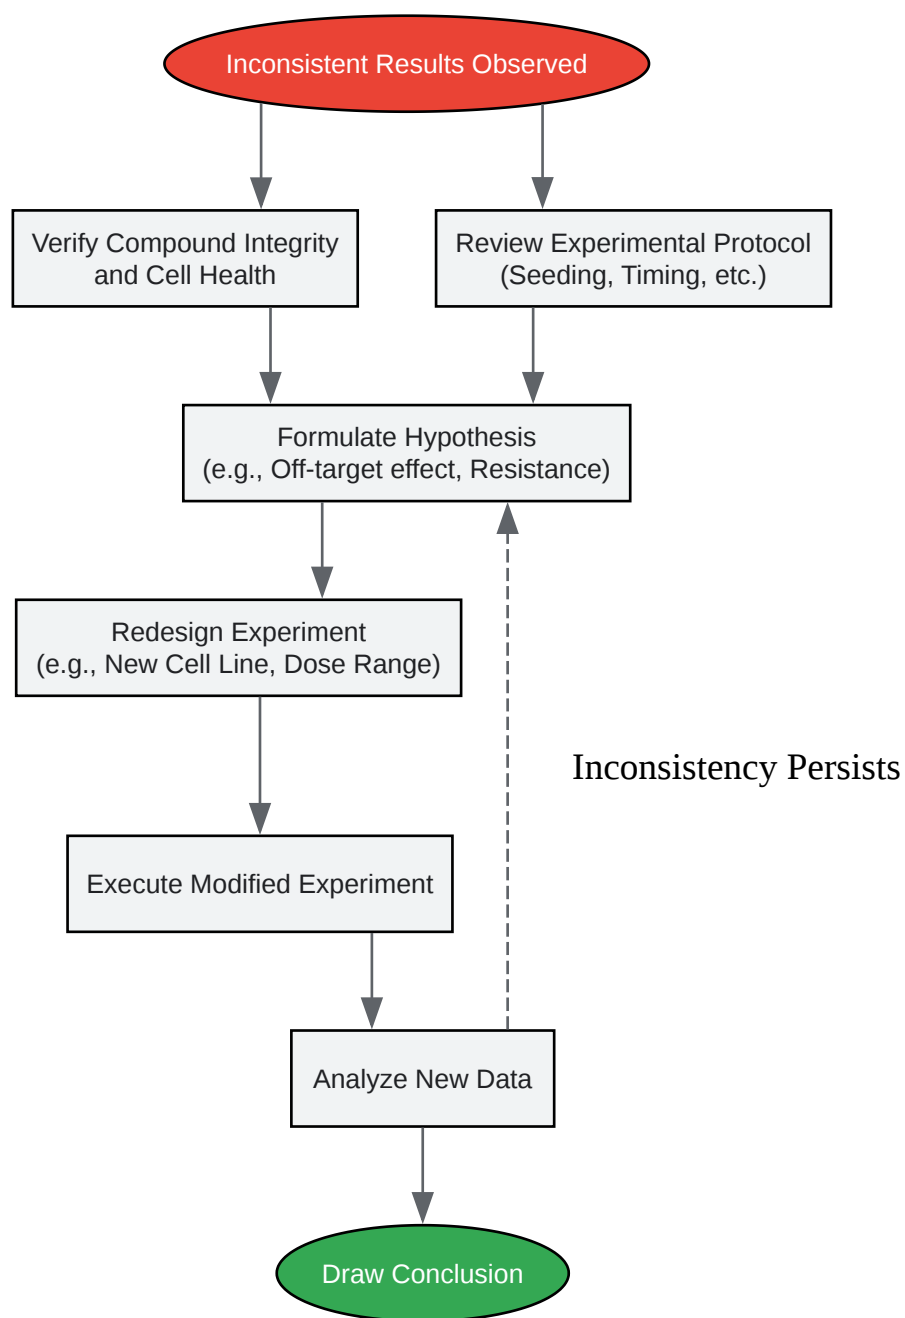 Inconsistent Results Observed
Verify Compound Integrity
and Cell Health
Review Experimental Protocol
(Seeding, Timing, etc.)
Formulate Hypothesis
(e.g., Off-target effect, Resistance)
Redesign Experiment
(e.g., New Cell Line, Dose Range)
Inconsistency Persists
Execute Modified Experiment
Analyze New Data
Draw Conclusion